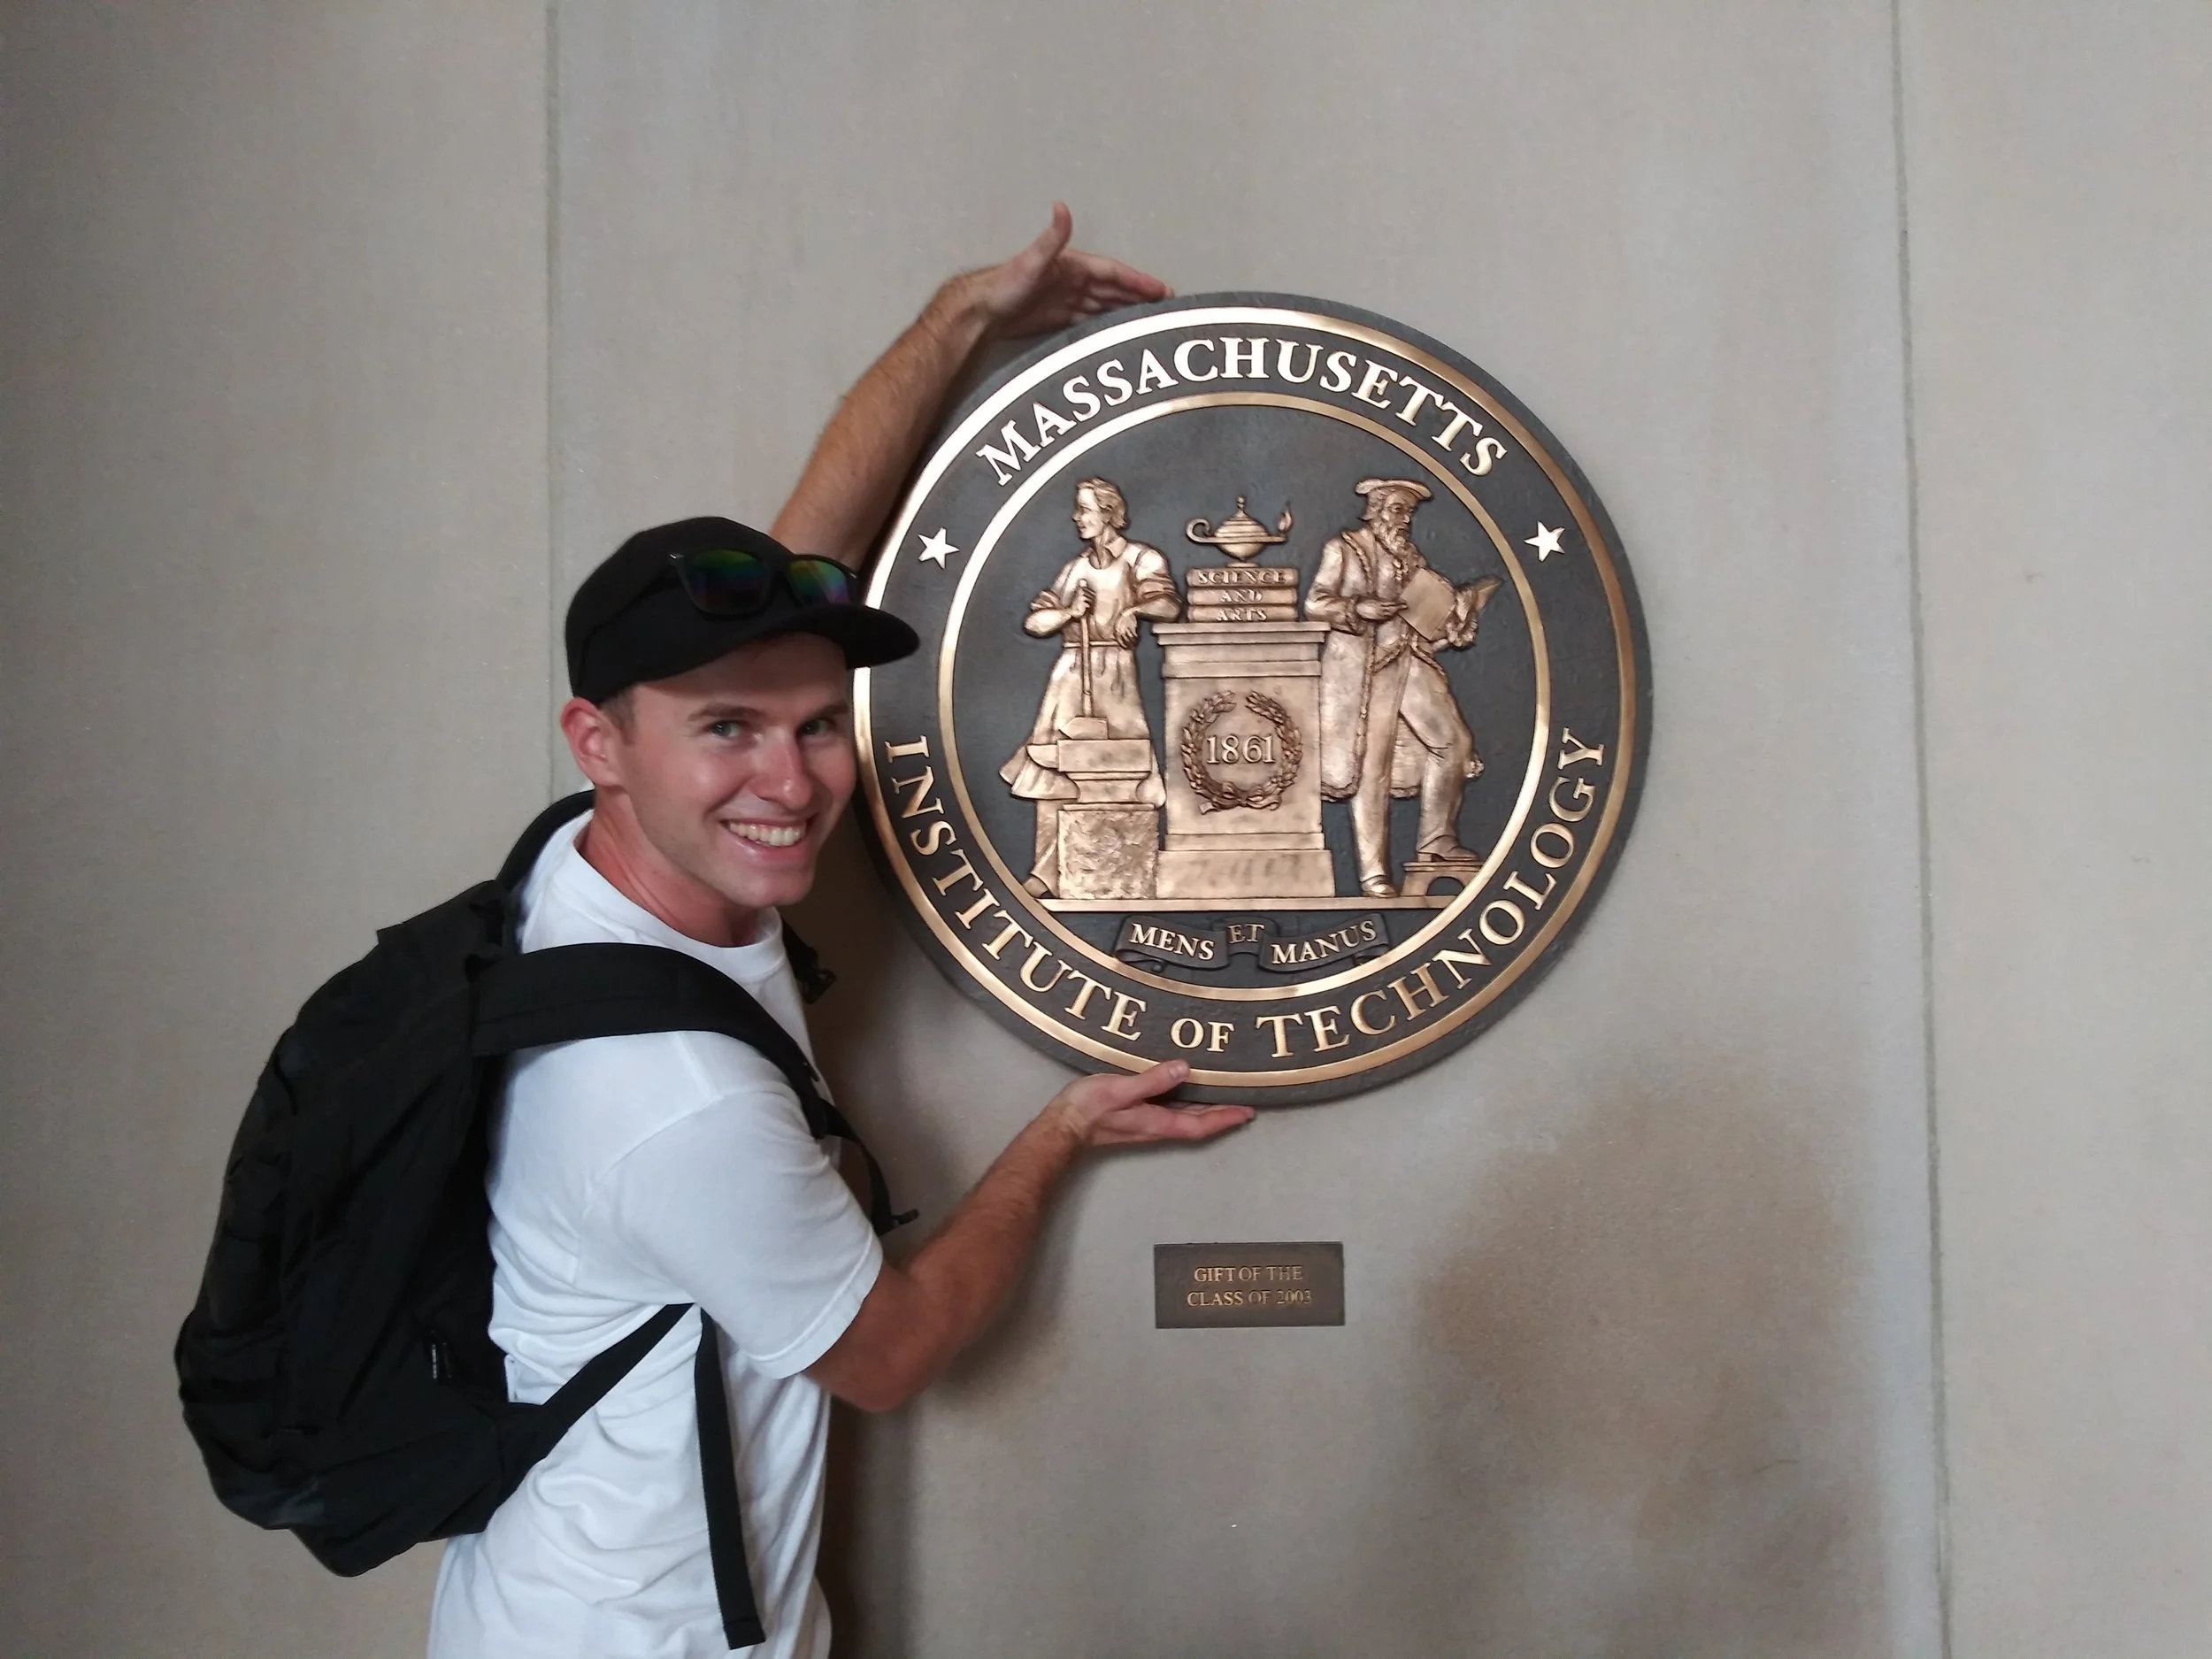 MASSACHUSETTS
SCIENCE
AND
ARTS
1861
MENS ET MANUS
INSTITUTE OF TECHNOLOGY
GIFT OF THE
CLASS OF 2003